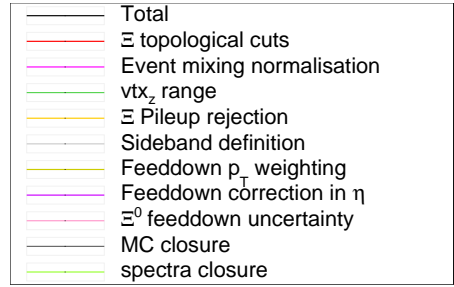 Total
Ξ topological cuts
Event mixing normalisation
vtx_z range
Ξ Pileup rejection
Sideband definition
Feeddown p_T weighting
Feeddown correction in η
Ξ⁰ feeddown uncertainty
MC closure
spectra closure